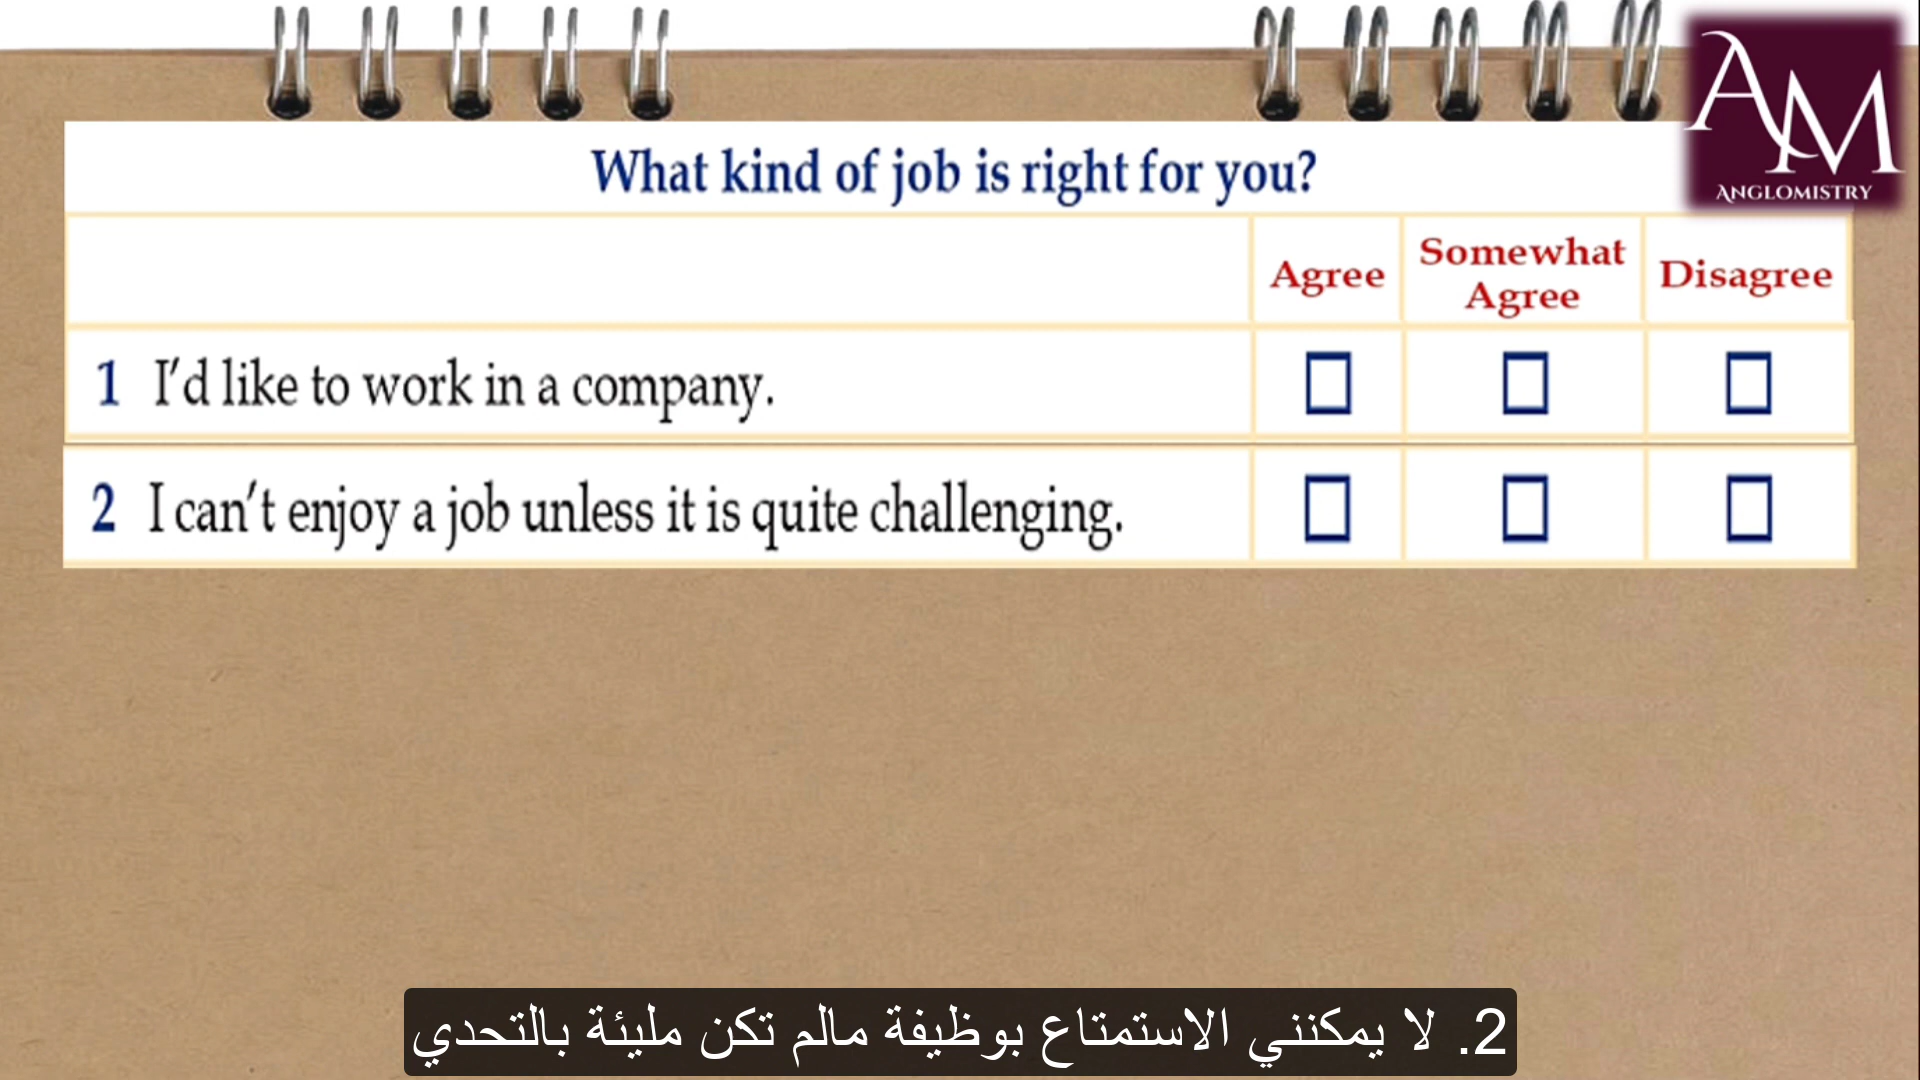 AM
ANGLOMISTRY
What kind of job is right for you?
Agree
Somewhat
Agree
Disagree
1 I'd like to work in a company.
2 I can't enjoy a job unless it is quite challenging.
2. لا يمكنني الاستمتاع بوظيفة مالم تكن مليئة بالتحدي